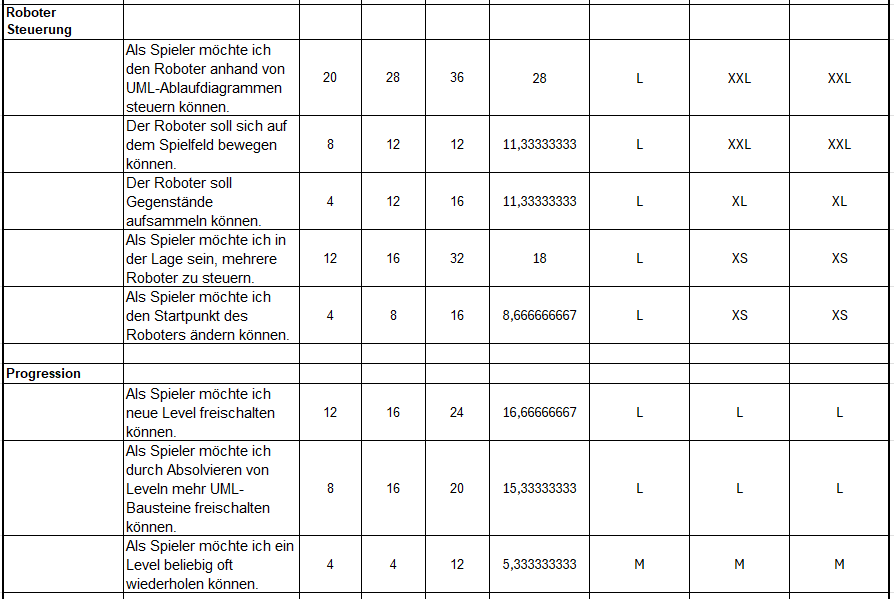 Roboter
Steuerung
Als Spieler möchte ich
den Roboter anhand von
UML-Ablaufdiagrammen
steuern können.
20 28 36 28 L XXL XXL
Der Roboter soll sich auf
dem Spielfeld bewegen
können.
8 12 12 11,33333333 L XXL XXL
Der Roboter soll
Gegenstände
aufsammeln können.
4 12 16 11,33333333 L XL XL
Als Spieler möchte ich in
der Lage sein, mehrere
Roboter zu steuern.
12 16 32 18 L XS XS
Als Spieler möchte ich
den Startpunkt des
Roboters ändern können.
4 8 16 8,666666667 L XS XS
Progression
Als Spieler möchte ich
neue Level freischalten
können.
12 16 24 16,66666667 L L L
Als Spieler möchte ich
durch Absolvieren von
Leveln mehr UML-
Bausteine freischalten
können.
8 16 20 15,33333333 L L L
Als Spieler möchte ich ein
Level beliebig oft
wiederholen können.
4 4 12 5,333333333 M M M